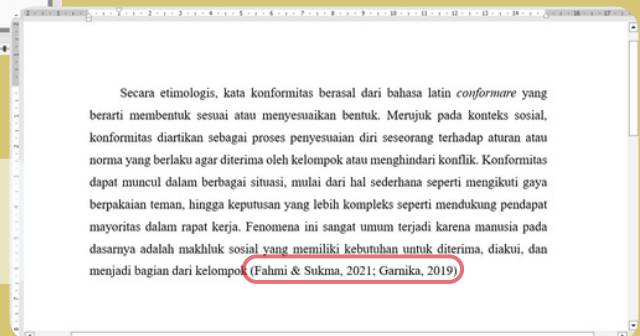 Secara etimologis, kata konformitas berasal dari bahasa latin conformare yang
berarti membentuk sesuai atau menyesuaikan bentuk. Merujuk pada konteks sosial,
konformitas diartikan sebagai proses penyesuaian diri seseorang terhadap aturan atau
norma yang berlaku agar diterima oleh kelompok atau menghindari konflik. Konformitas
dapat muncul dalam berbagai situasi, mulai dari hal sederhana seperti mengikuti gaya
berpakaian teman, hingga keputusan yang lebih kompleks seperti mendukung pendapat
mayoritas dalam rapat kerja. Fenomena ini sangat umum terjadi karena manusia pada
dasarnya adalah makhluk sosial yang memiliki kebutuhan untuk diterima, diakui, dan
menjadi bagian dari kelompok (Fahmi & Sukma, 2021; Garnika, 2019)